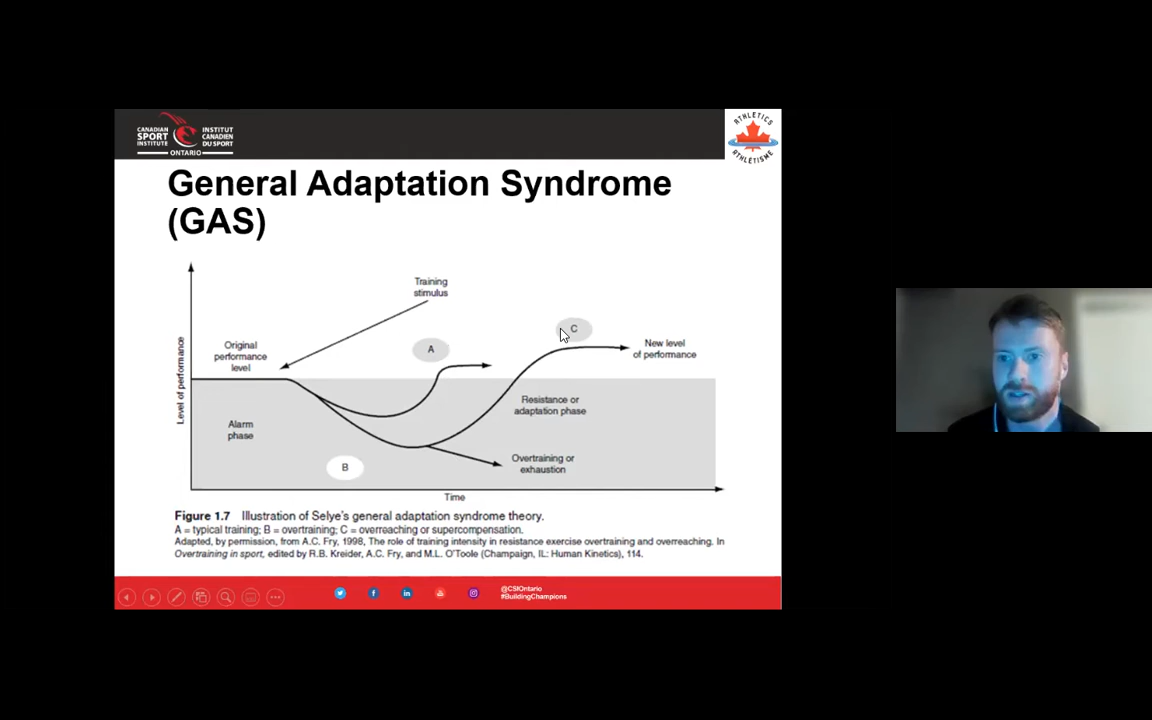 CANADIAN
SPORT
INSTITUTE
INSTITUT
CANADIEN
DU SPORT
ONTARIO
ATHLETICS
ATHLÉTISME
General Adaptation Syndrome
(GAS)
Training
stimulus
Original
performance
level
A
C
New level
of performance
Level of performance
Alarm
phase
Resistance or
adaptation phase
B
Overtraining or
exhaustion
Time
Figure 1.7 Illustration of Selye's general adaptation syndrome theory.
A = typical training; B = overtraining; C = overreaching or supercompensation.
Adapted, by permission, from A.C. Fry, 1998, The role of training intensity in resistance exercise overtraining and overreaching. In
Overtraining in sport, edited by R.B. Kreider, A.C. Fry, and M.L. O'Toole (Champaign, IL: Human Kinetics), 114.
@CSIOntario
#BuildingChampions